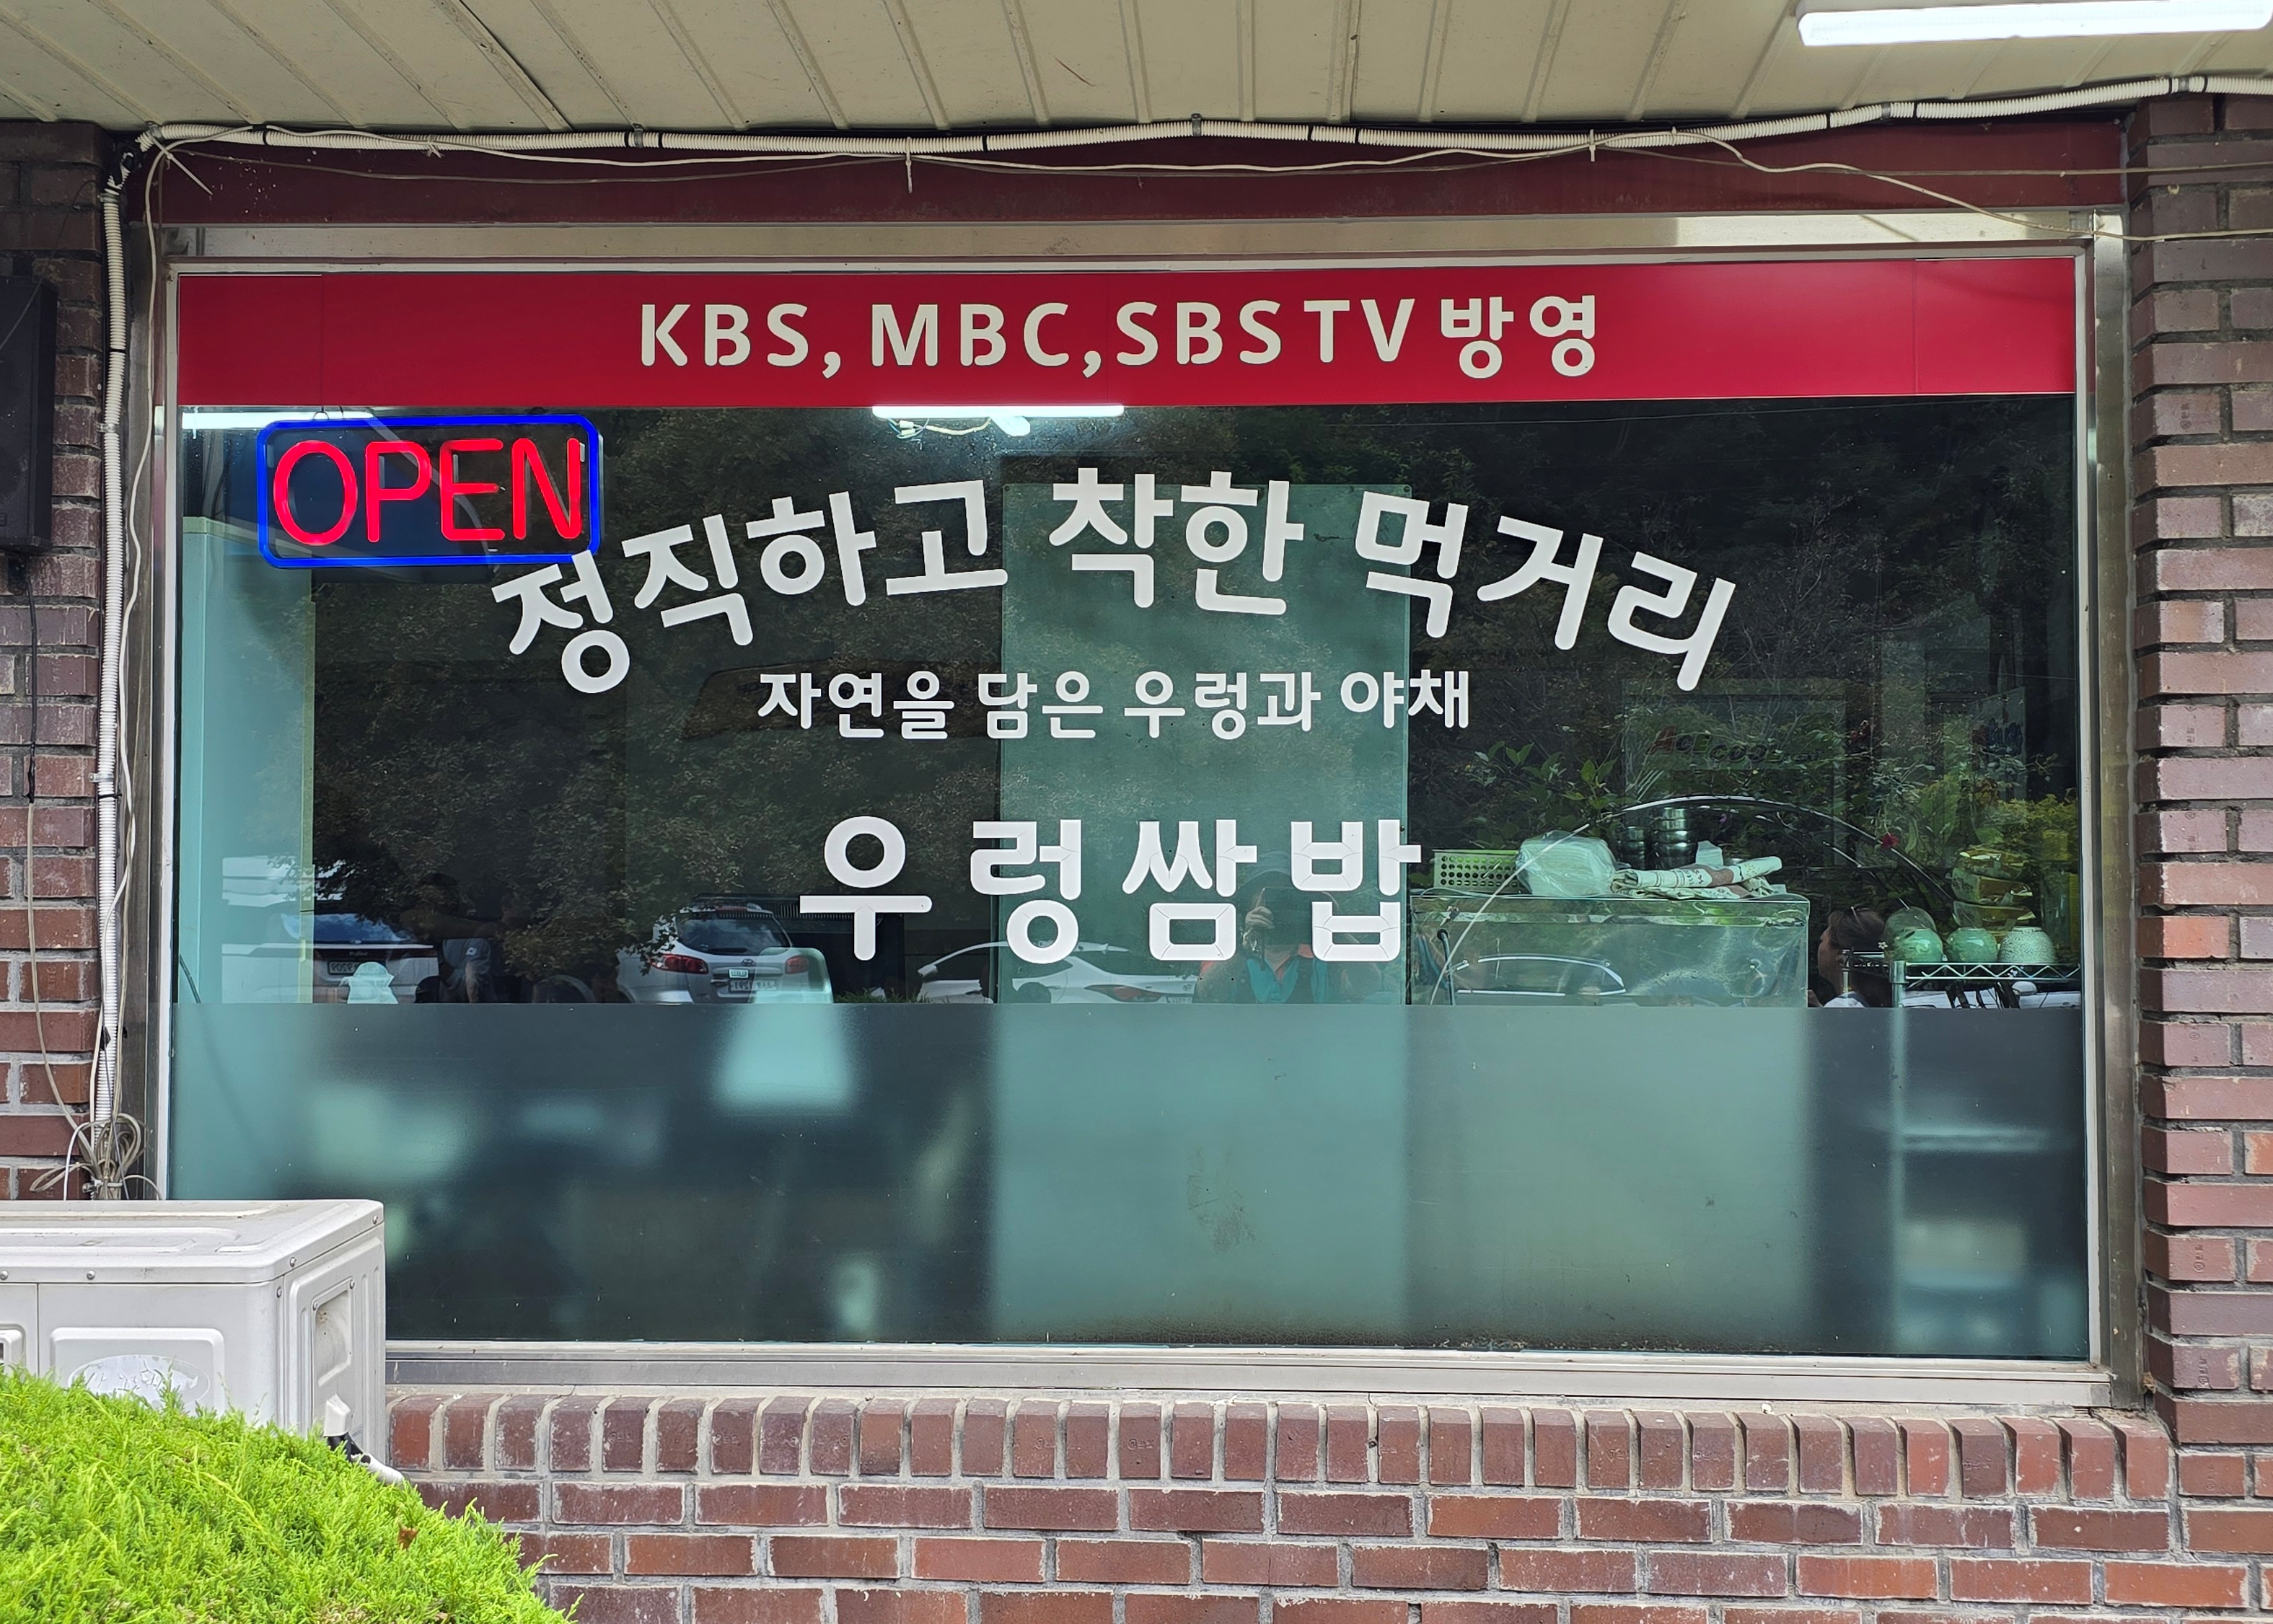 KBS, MBC, SBS TV 방영
OPEN
정직하고 착한 먹거리
자연을 담은 우렁과 야채
우렁쌈밥